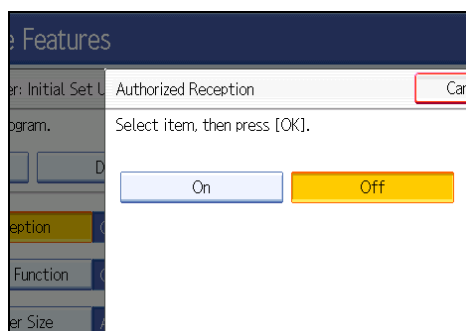 e Features
er: Initial Set U
Authorized Reception
Car
ogram.
Select item, then press [OK].
D
On
Off
eption
Function
er Size